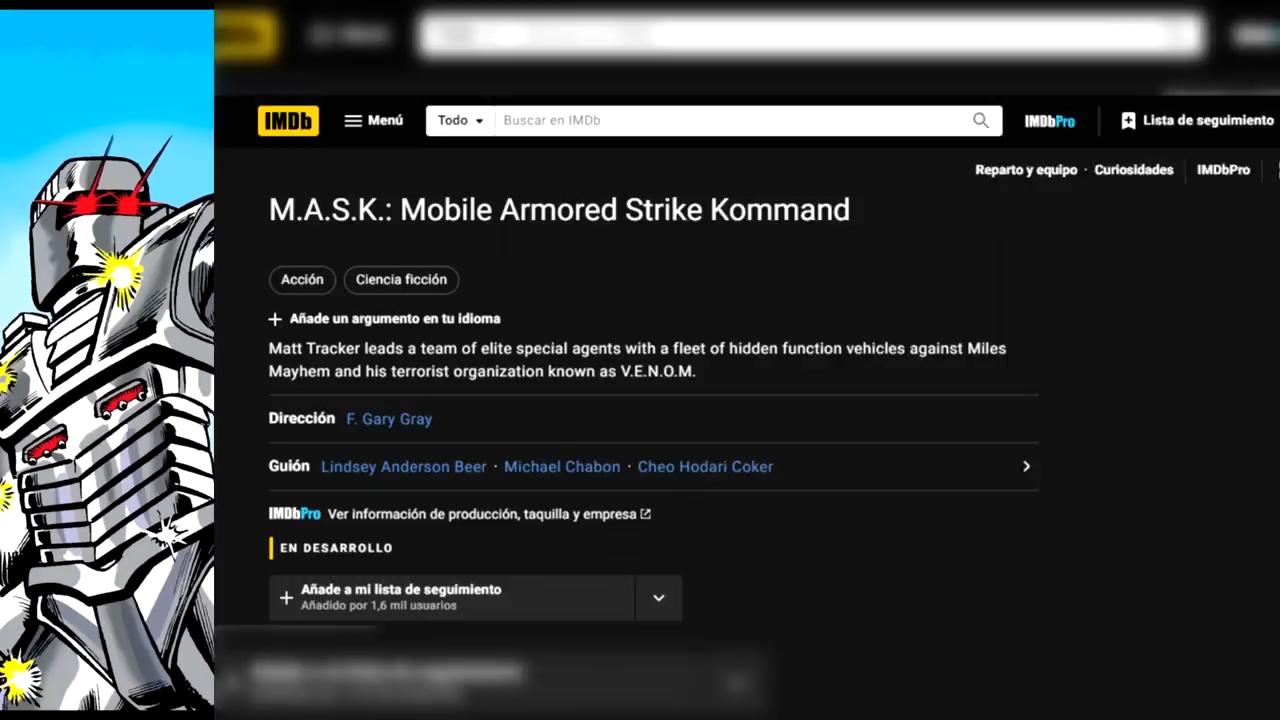 IMDb Menú Todo Buscar en IMDb IMDbPro Lista de seguimiento
Reparto y equipo · Curiosidades IMDbPro
M.A.S.K.: Mobile Armored Strike Kommand
Acción Ciencia ficción
+ Añade un argumento en tu idioma
Matt Tracker leads a team of elite special agents with a fleet of hidden function vehicles against Miles
Mayhem and his terrorist organization known as V.E.N.O.M.
Dirección F. Gary Gray
Guión Lindsey Anderson Beer · Michael Chabon · Cheo Hodari Coker
IMDbPro Ver información de producción, taquilla y empresa
EN DESARROLLO
+ Añade a mi lista de seguimiento
Añadido por 1,6 mil usuarios